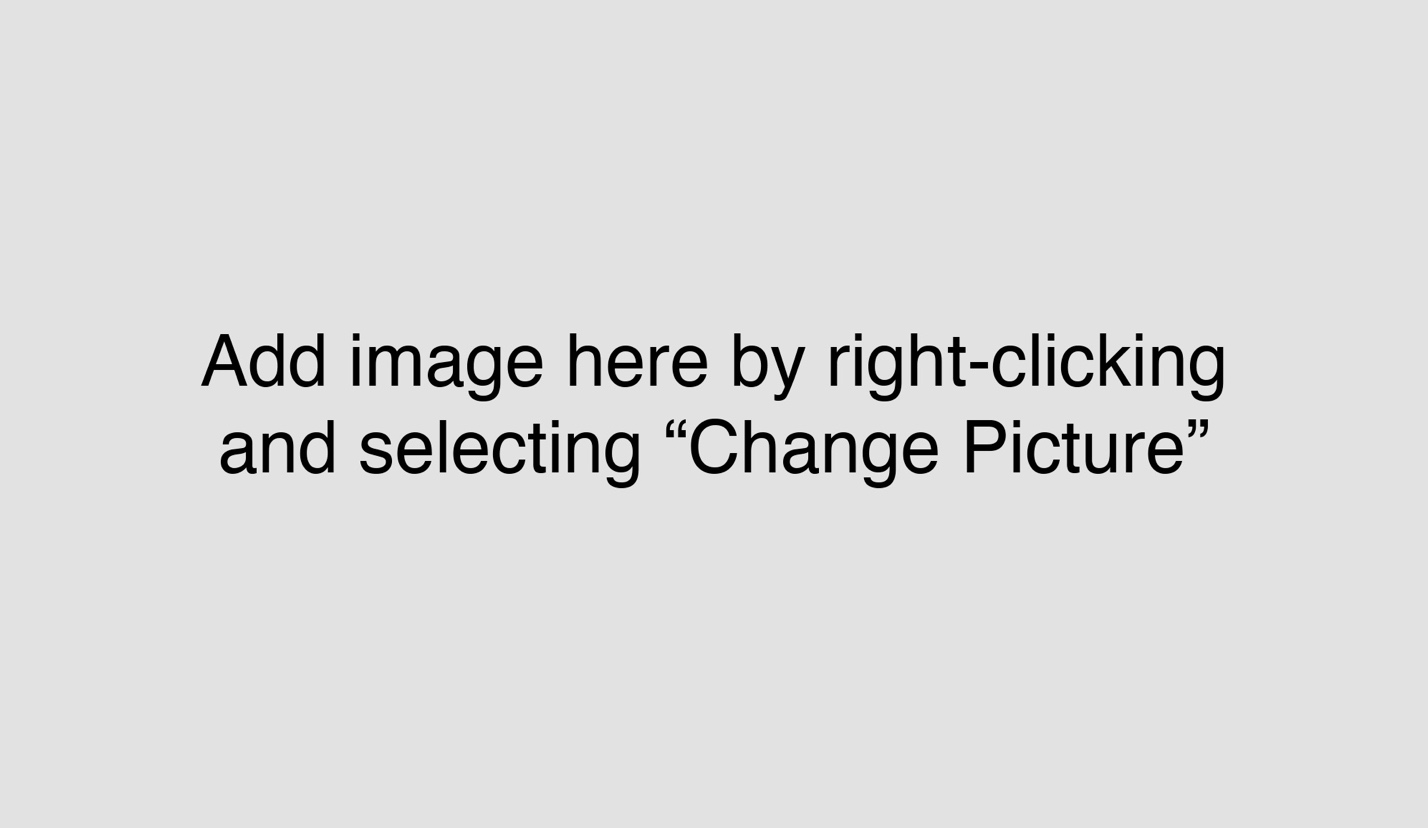 Add image here by right-clicking
and selecting “Change Picture”